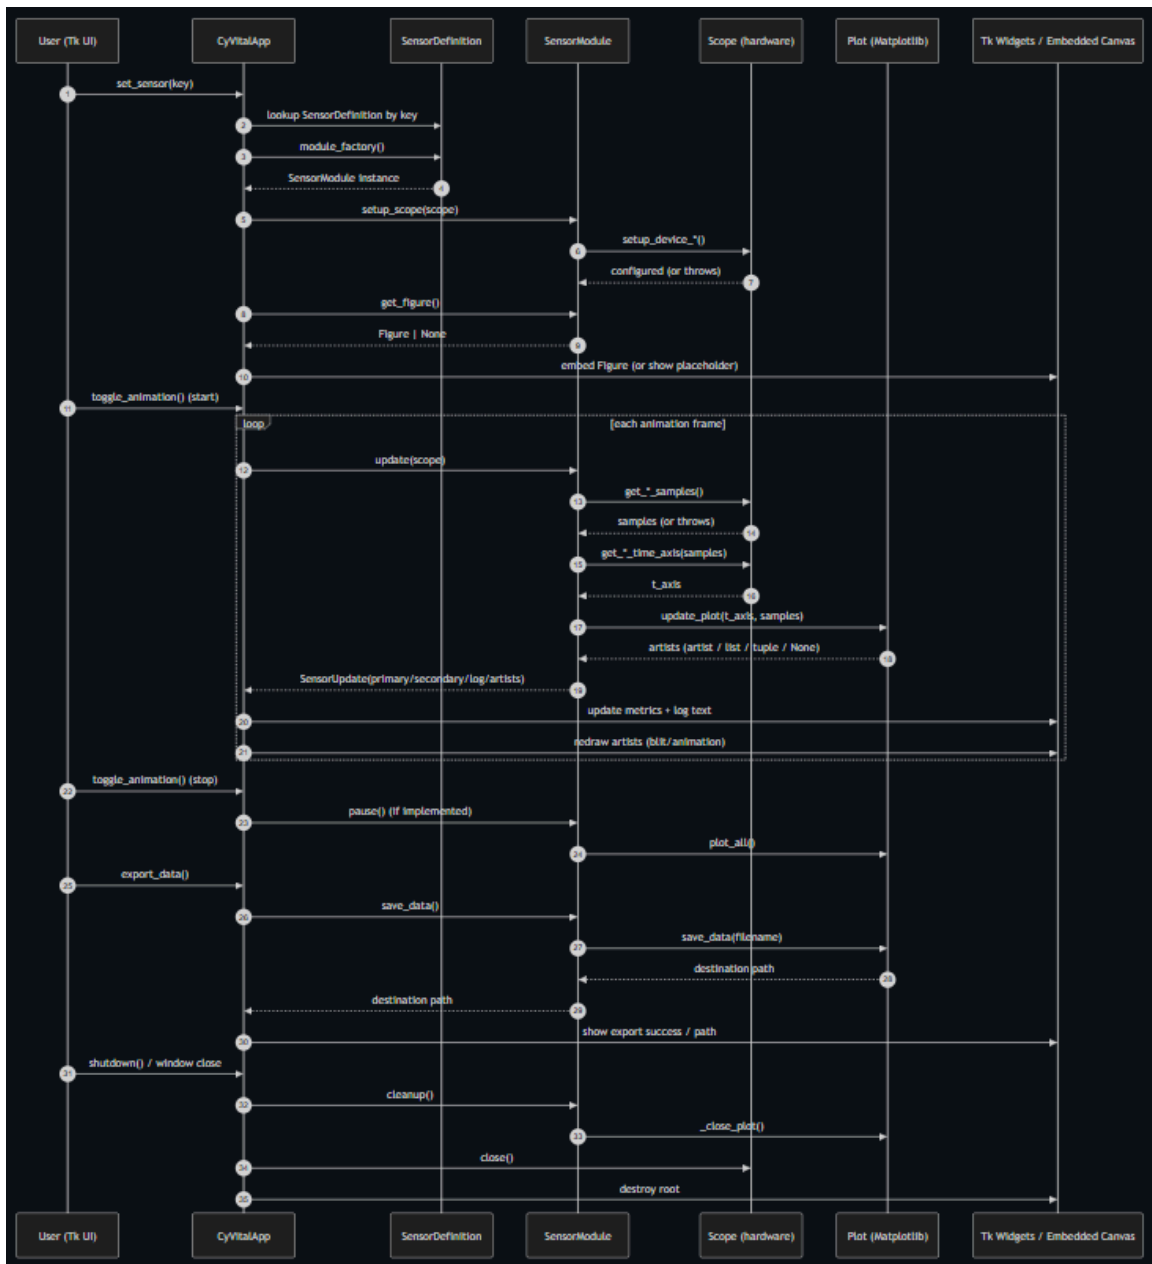 User (Tk UI)
CyVitalApp
SensorDefinition
SensorModule
Scope (hardware)
Plot (Matplotlib)
Tk Widgets / Embedded Canvas
set_sensor(key)
1
lookup SensorDefinition by key
2
module_factory()
3
SensorModule instance
4
setup_scope(scope)
5
setup_device_*()
6
configured (or throws)
7
get_figure()
8
Figure | None
9
embed Figure (or show placeholder)
10
toggle_animation() (start)
11
loop
[each animation frame]
update(scope)
12
get_*_samples()
13
samples (or throws)
14
get_*_time_axis(samples)
15
t_axis
16
update_plot(t_axis, samples)
17
artists (artist / list / tuple / None)
18
SensorUpdate(primary/secondary/log/artists)
19
update metrics + log text
20
redraw artists (blit/animation)
21
toggle_animation() (stop)
22
pause() (if implemented)
23
plot_all()
24
export_data()
25
save_data()
26
save_data(filename)
27
destination path
28
destination path
29
show export success / path
30
shutdown() / window close
31
cleanup()
32
_close_plot()
33
close()
34
destroy root
35
User (Tk UI)
CyVitalApp
SensorDefinition
SensorModule
Scope (hardware)
Plot (Matplotlib)
Tk Widgets / Embedded Canvas